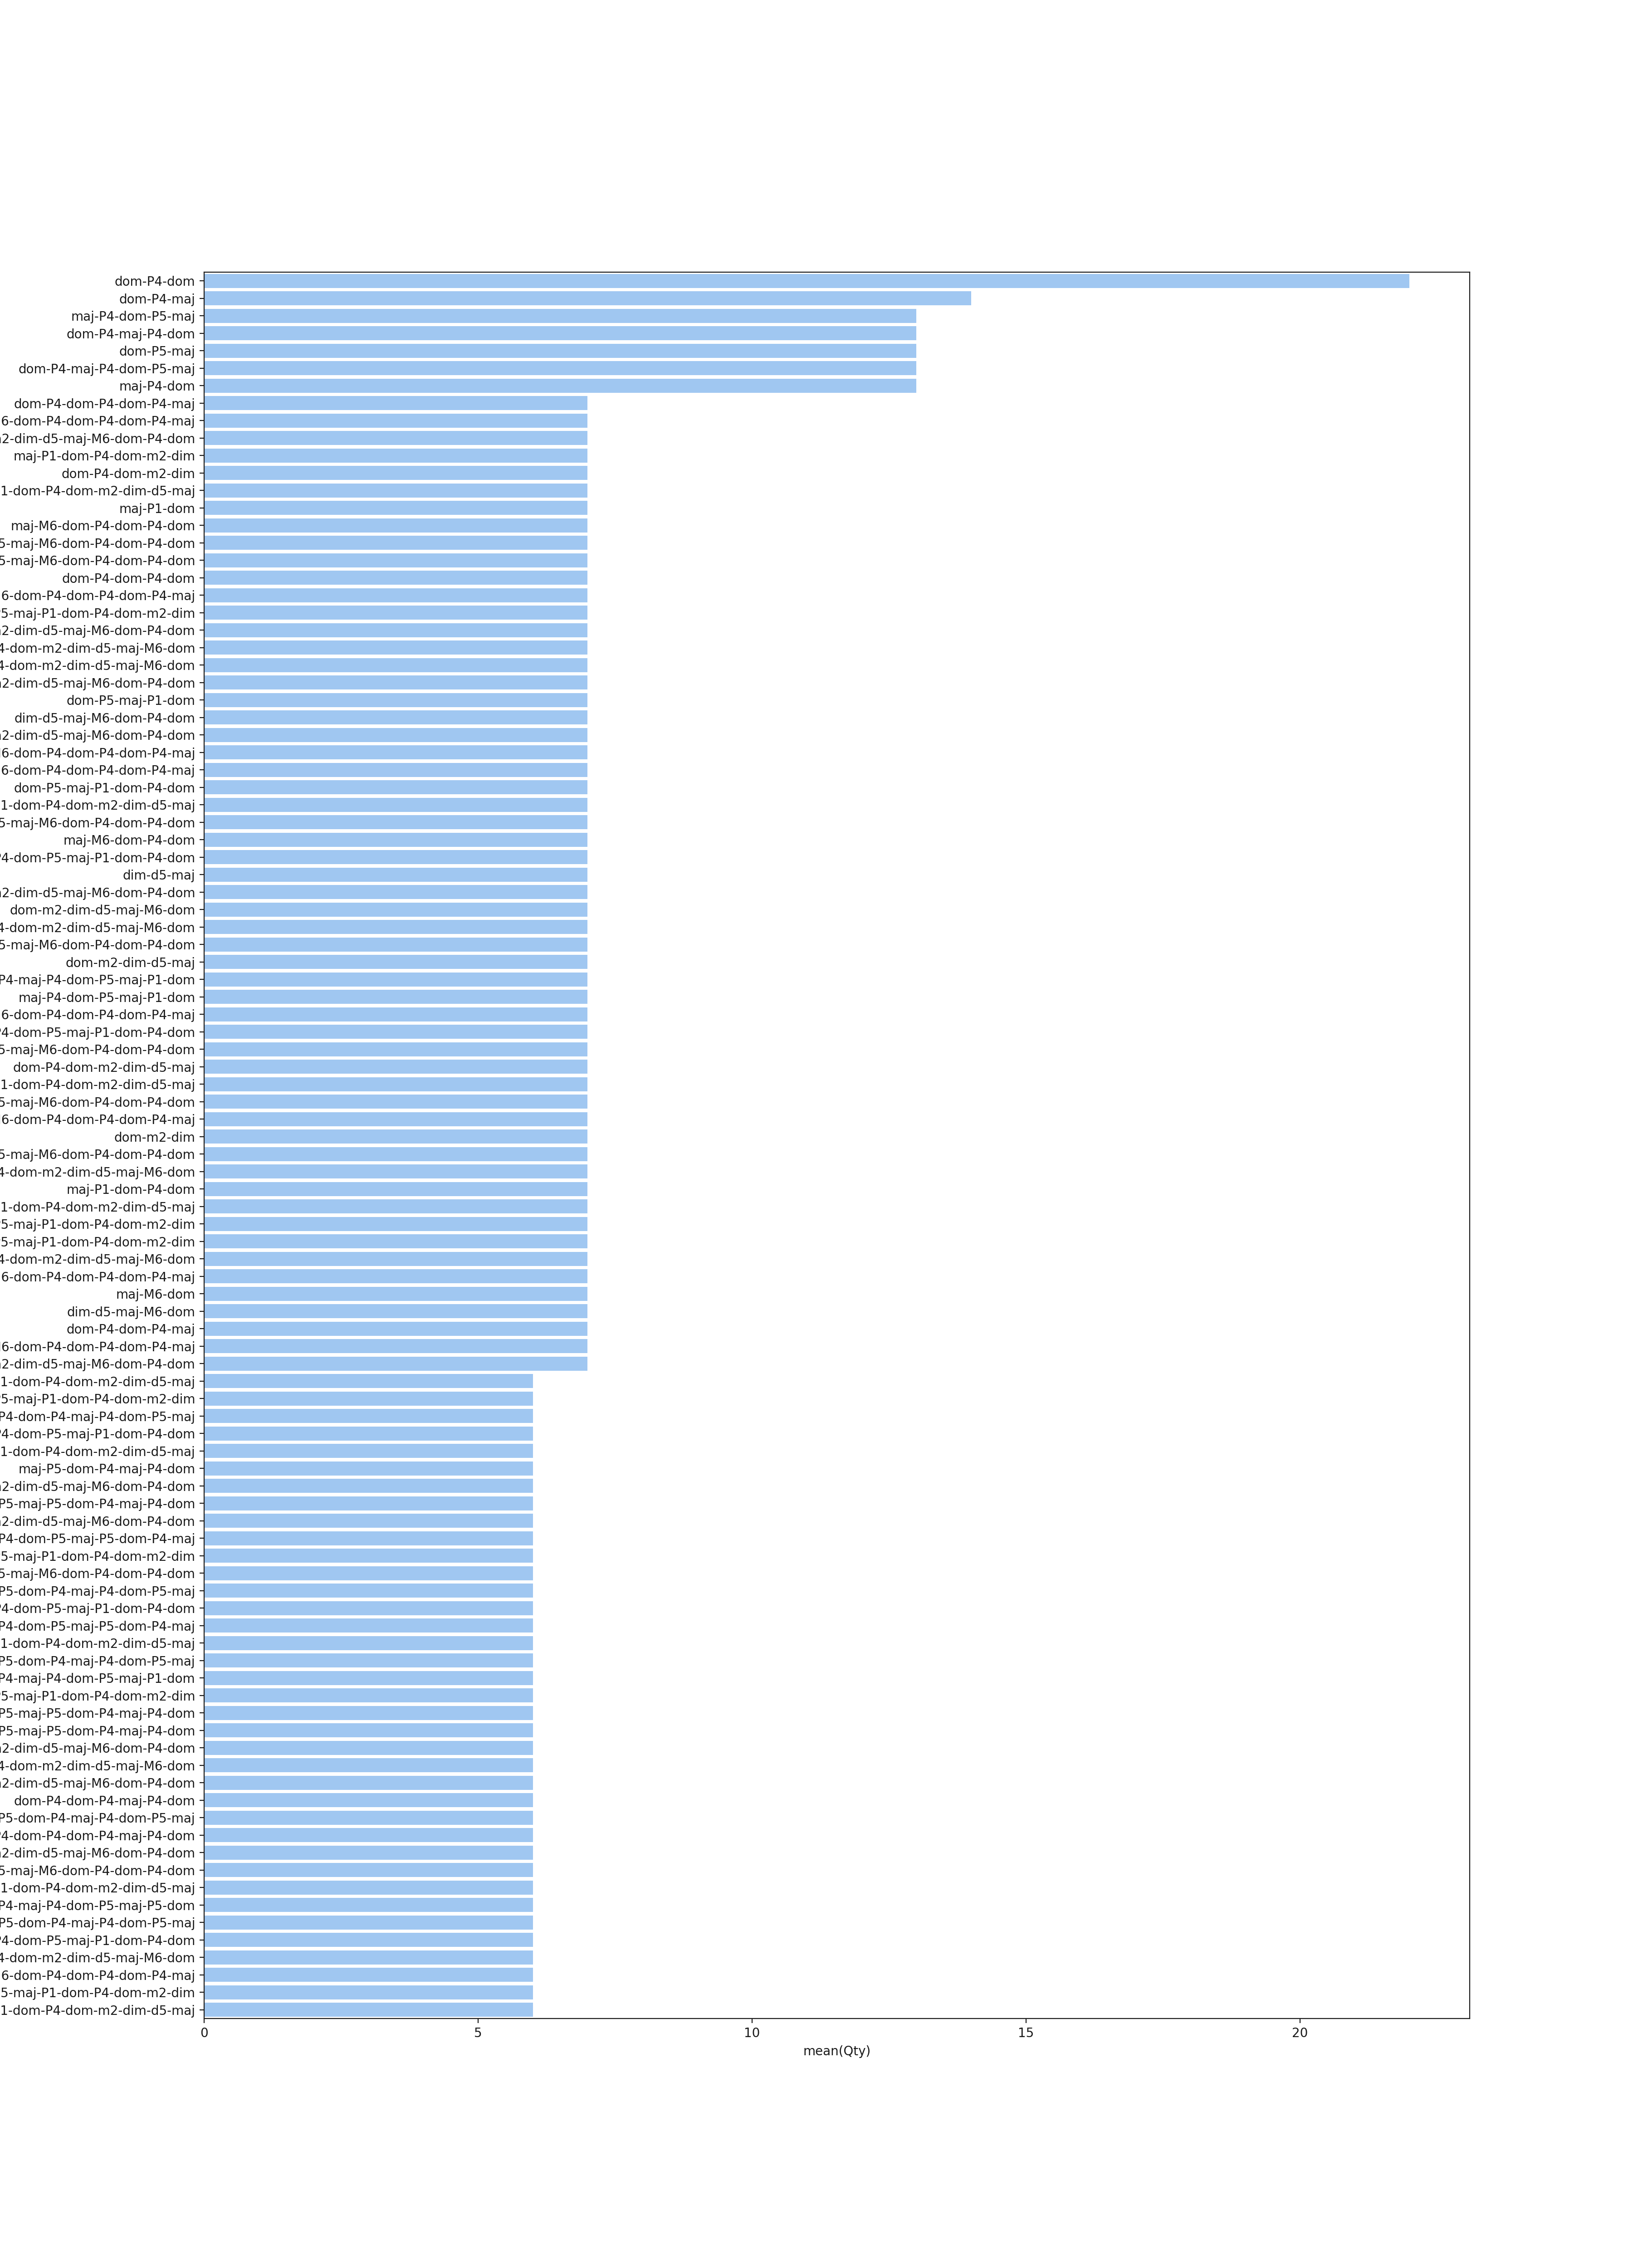 dom-P4-dom
dom-P4-maj
maj-P4-dom-P5-maj
dom-P4-maj-P4-dom
dom-P5-maj
dom-P4-maj-P4-dom-P5-maj
maj-P4-dom
dom-P4-dom-P4-dom-P4-maj
6-dom-P4-dom-P4-dom-P4-maj
2-dim-d5-maj-M6-dom-P4-dom
maj-P1-dom-P4-dom-m2-dim
dom-P4-dom-m2-dim
1-dom-P4-dom-m2-dim-d5-maj
maj-P1-dom
maj-M6-dom-P4-dom-P4-dom
5-maj-M6-dom-P4-dom-P4-dom
5-maj-M6-dom-P4-dom-P4-dom
dom-P4-dom-P4-dom
6-dom-P4-dom-P4-dom-P4-maj
5-maj-P1-dom-P4-dom-m2-dim
2-dim-d5-maj-M6-dom-P4-dom
4-dom-m2-dim-d5-maj-M6-dom
4-dom-m2-dim-d5-maj-M6-dom
2-dim-d5-maj-M6-dom-P4-dom
dom-P5-maj-P1-dom
dim-d5-maj-M6-dom-P4-dom
2-dim-d5-maj-M6-dom-P4-dom
6-dom-P4-dom-P4-dom-P4-maj
6-dom-P4-dom-P4-dom-P4-maj
dom-P5-maj-P1-dom-P4-dom
1-dom-P4-dom-m2-dim-d5-maj
5-maj-M6-dom-P4-dom-P4-dom
maj-M6-dom-P4-dom
4-dom-P5-maj-P1-dom-P4-dom
dim-d5-maj
2-dim-d5-maj-M6-dom-P4-dom
dom-m2-dim-d5-maj-M6-dom
4-dom-m2-dim-d5-maj-M6-dom
5-maj-M6-dom-P4-dom-P4-dom
dom-m2-dim-d5-maj
P4-maj-P4-dom-P5-maj-P1-dom
maj-P4-dom-P5-maj-P1-dom
6-dom-P4-dom-P4-dom-P4-maj
4-dom-P5-maj-P1-dom-P4-dom
5-maj-M6-dom-P4-dom-P4-dom
dom-P4-dom-m2-dim-d5-maj
1-dom-P4-dom-m2-dim-d5-maj
5-maj-M6-dom-P4-dom-P4-dom
6-dom-P4-dom-P4-dom-P4-maj
dom-m2-dim
5-maj-M6-dom-P4-dom-P4-dom
4-dom-m2-dim-d5-maj-M6-dom
maj-P1-dom-P4-dom
1-dom-P4-dom-m2-dim-d5-maj
5-maj-P1-dom-P4-dom-m2-dim
5-maj-P1-dom-P4-dom-m2-dim
4-dom-m2-dim-d5-maj-M6-dom
6-dom-P4-dom-P4-dom-P4-maj
maj-M6-dom
dim-d5-maj-M6-dom
dom-P4-dom-P4-maj
6-dom-P4-dom-P4-dom-P4-maj
2-dim-d5-maj-M6-dom-P4-dom
1-dom-P4-dom-m2-dim-d5-maj
5-maj-P1-dom-P4-dom-m2-dim
P4-dom-P4-maj-P4-dom-P5-maj
4-dom-P5-maj-P1-dom-P4-dom
1-dom-P4-dom-m2-dim-d5-maj
maj-P5-dom-P4-maj-P4-dom
2-dim-d5-maj-M6-dom-P4-dom
P5-maj-P5-dom-P4-maj-P4-dom
2-dim-d5-maj-M6-dom-P4-dom
P4-dom-P5-maj-P5-dom-P4-maj
5-maj-P1-dom-P4-dom-m2-dim
5-maj-M6-dom-P4-dom-P4-dom
P5-dom-P4-maj-P4-dom-P5-maj
4-dom-P5-maj-P1-dom-P4-dom
P4-dom-P5-maj-P5-dom-P4-maj
1-dom-P4-dom-m2-dim-d5-maj
P5-dom-P4-maj-P4-dom-P5-maj
P4-maj-P4-dom-P5-maj-P1-dom
5-maj-P1-dom-P4-dom-m2-dim
P5-maj-P5-dom-P4-maj-P4-dom
P5-maj-P5-dom-P4-maj-P4-dom
2-dim-d5-maj-M6-dom-P4-dom
4-dom-m2-dim-d5-maj-M6-dom
2-dim-d5-maj-M6-dom-P4-dom
dom-P4-dom-P4-maj-P4-dom
P5-dom-P4-maj-P4-dom-P5-maj
4-dom-P4-dom-P4-maj-P4-dom
2-dim-d5-maj-M6-dom-P4-dom
5-maj-M6-dom-P4-dom-P4-dom
1-dom-P4-dom-m2-dim-d5-maj
P4-maj-P4-dom-P5-maj-P5-dom
P5-dom-P4-maj-P4-dom-P5-maj
4-dom-P5-maj-P1-dom-P4-dom
4-dom-m2-dim-d5-maj-M6-dom
6-dom-P4-dom-P4-dom-P4-maj
5-maj-P1-dom-P4-dom-m2-dim
1-dom-P4-dom-m2-dim-d5-maj
0 5 10 15 20
mean(Qty)